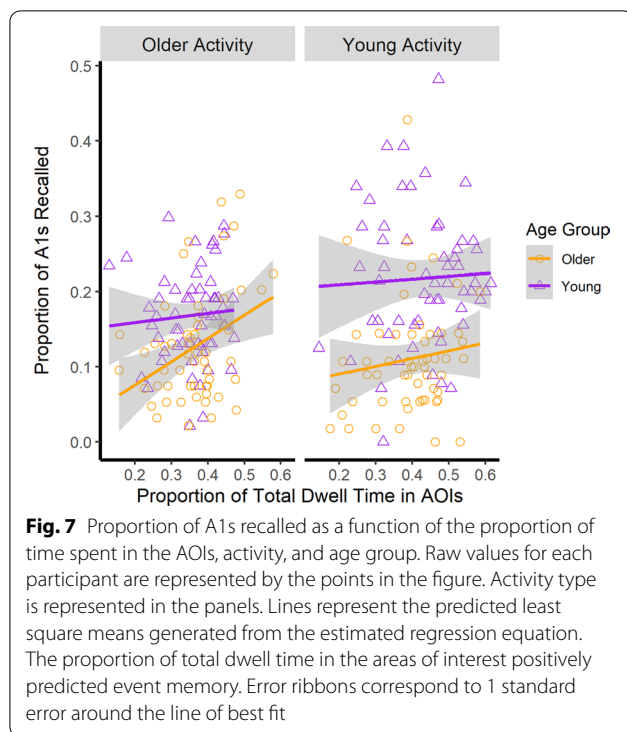 Older Activity
Young Activity
0.5
0.4
0.3
0.2
0.1
0.0
Proportion of A1s Recalled
0.2 0.3 0.4 0.5 0.6
0.2 0.3 0.4 0.5 0.6
Proportion of Total Dwell Time in AOIs
Age Group
Older
Young
Fig. 7 Proportion of A1s recalled as a function of the proportion of
time spent in the AOIs, activity, and age group. Raw values for each
participant are represented by the points in the figure. Activity type
is represented in the panels. Lines represent the predicted least
square means generated from the estimated regression equation.
The proportion of total dwell time in the areas of interest positively
predicted event memory. Error ribbons correspond to 1 standard
error around the line of best fit